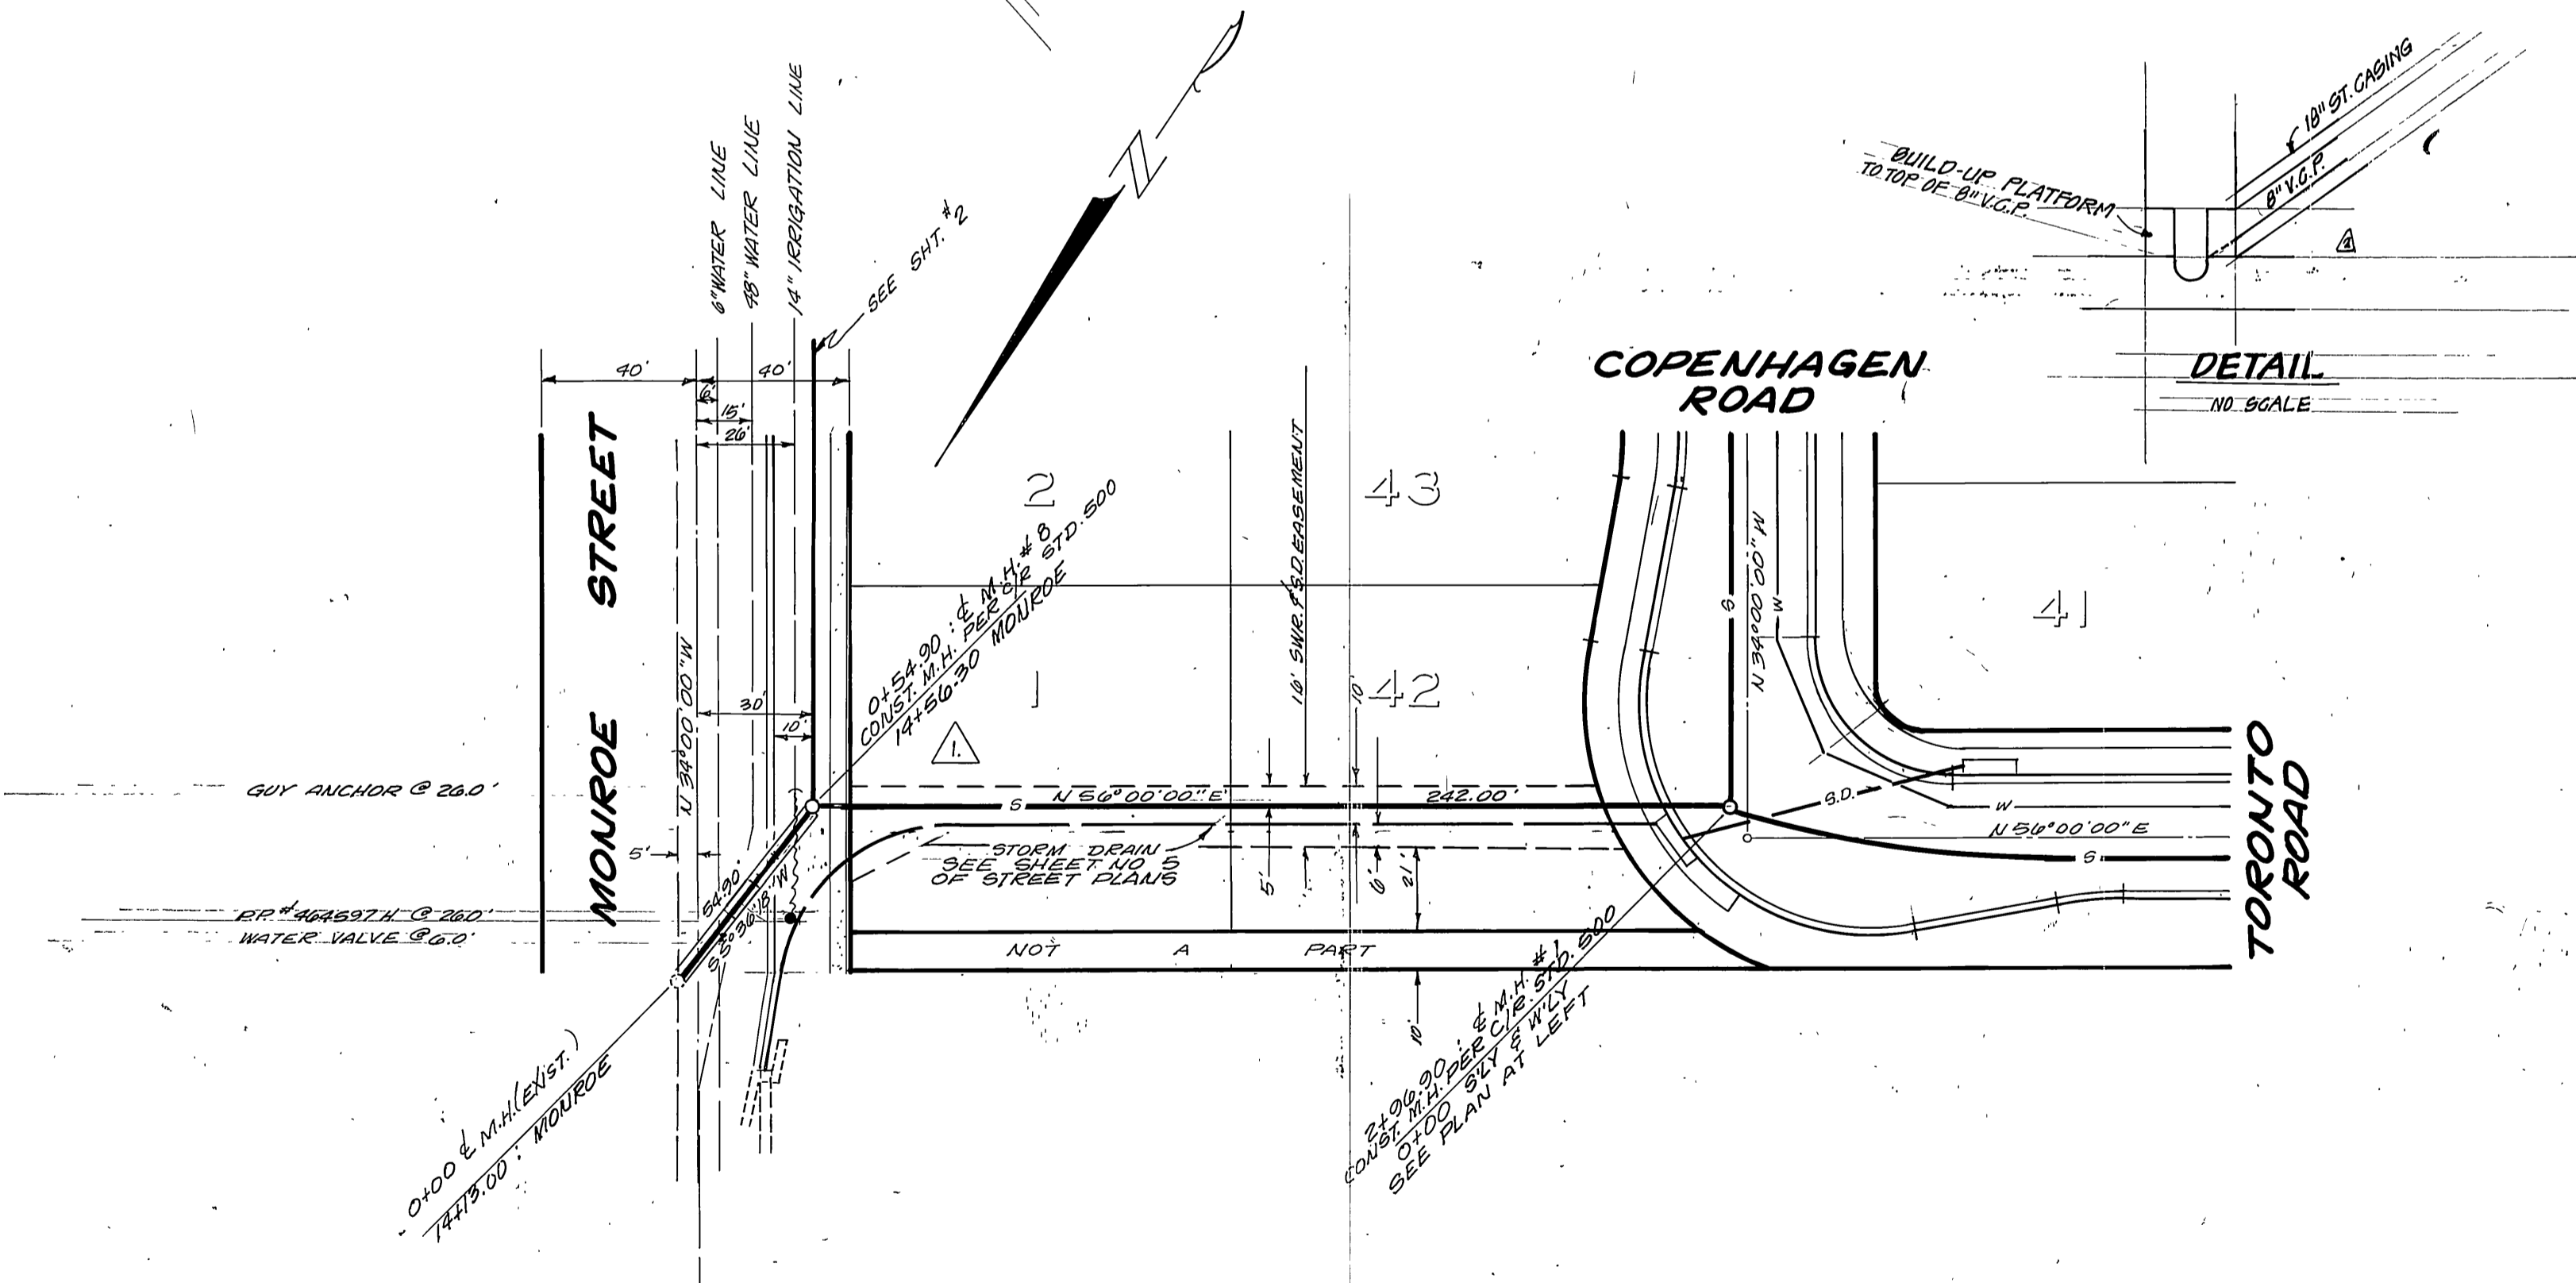 6" WATER LINE
48" WATER LINE
14" IRRIGATION LINE
SEE SHT. #2
N
40'
40'
6'
15'
26'
MONROE STREET
N 34°00'00" W
30'
10'
5'
GUY ANCHOR @ 26.0'
P.P. #464597H @ 26.0'
WATER VALVE @ 6.0'
54.90'
S 5°36'18" W
0+00 ℄ M.H. (EXIST.)
14+13.00 : MONROE
0+54.90 : ℄ M.H. #8
CONST. M.H. PER C/R STD. 500
14+56.30 MONROE
2
1
1.
43
42
41
16' SWR. & S.D. EASEMENT
10'
S
N 56°00'00" E
242.00'
STORM DRAIN
SEE SHEET NO. 5
OF STREET PLANS
5'
6'
21'
10'
NOT A PART
2+96.90 : ℄ M.H. #1
CONST. M.H. PER C/R. STD. 500
0+00 S'LY & W'LY
SEE PLAN AT LEFT
COPENHAGEN
ROAD
S
N 34°00'00" W
W
S.D.
W
N 56°00'00" E
S
TORONTO
ROAD
BUILD-UP PLATFORM
TO TOP OF 8" V.C.P.
18" ST. CASING
8" V.C.P.
DETAIL
NO SCALE